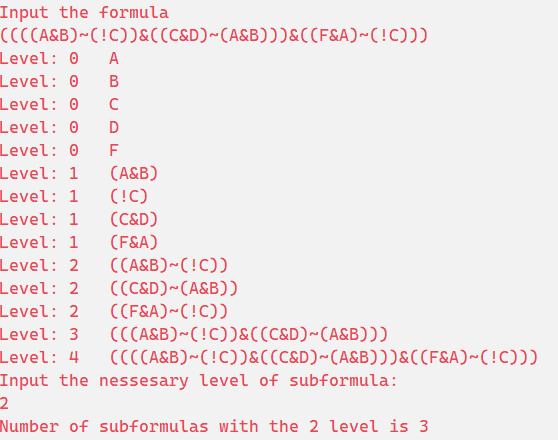 Input the formula
((((A&B)~(!C))&((C&D)~(A&B)))&((F&A)~(!C)))
Level: 0   A
Level: 0   B
Level: 0   C
Level: 0   D
Level: 0   F
Level: 1   (A&B)
Level: 1   (!C)
Level: 1   (C&D)
Level: 1   (F&A)
Level: 2   ((A&B)~(!C))
Level: 2   ((C&D)~(A&B))
Level: 2   ((F&A)~(!C))
Level: 3   (((A&B)~(!C))&((C&D)~(A&B)))
Level: 4   ((((A&B)~(!C))&((C&D)~(A&B)))&((F&A)~(!C)))
Input the nessesary level of subformula:
2
Number of subformulas with the 2 level is 3